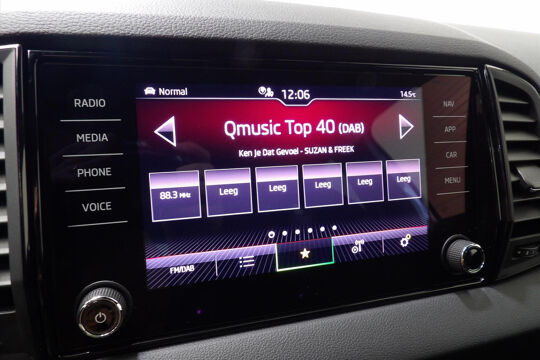 RADIO
MEDIA
PHONE
VOICE
Normal
12:06
14.5°C
Qmusic Top 40 (DAB)
Ken Je Dat Gevoel - SUZAN & FREEK
88.3 MHz
Leeg
Leeg
Leeg
Leeg
Leeg
FM/DAB
NAV
APP
CAR
MENU